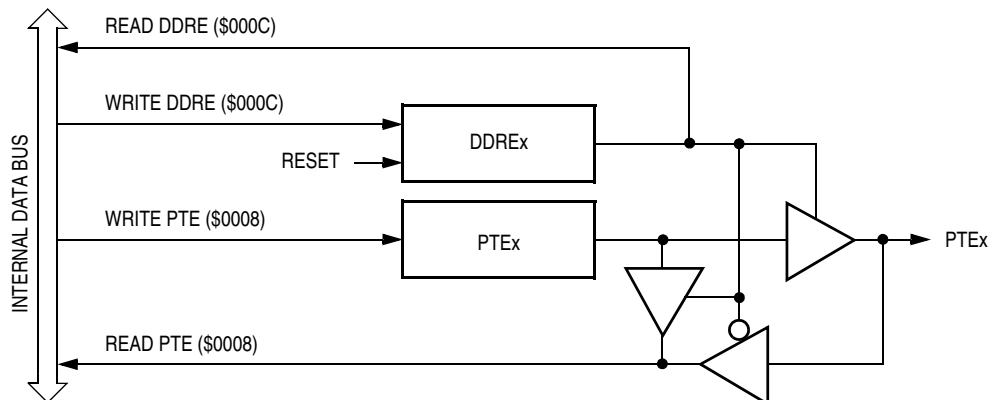 READ DDRE ($000C)
WRITE DDRE ($000C)
DDREx
RESET
INTERNAL DATA BUS
WRITE PTE ($0008)
PTEx
PTEx
READ PTE ($0008)